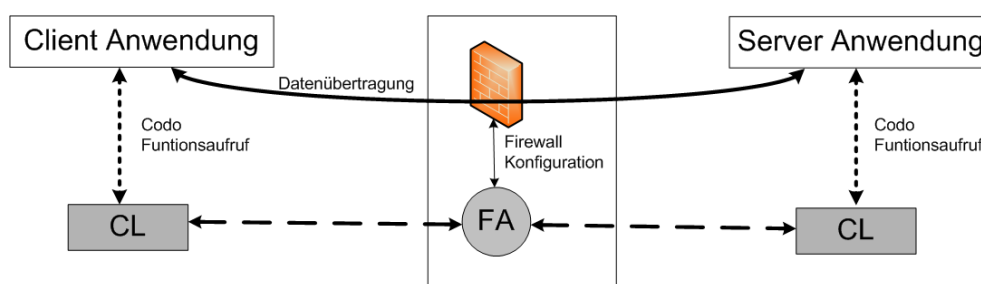 Client Anwendung
Server Anwendung
Datenübertragung
Codo
Funtionsaufruf
Firewall
Konfiguration
Codo
Funtionsaufruf
CL
FA
CL